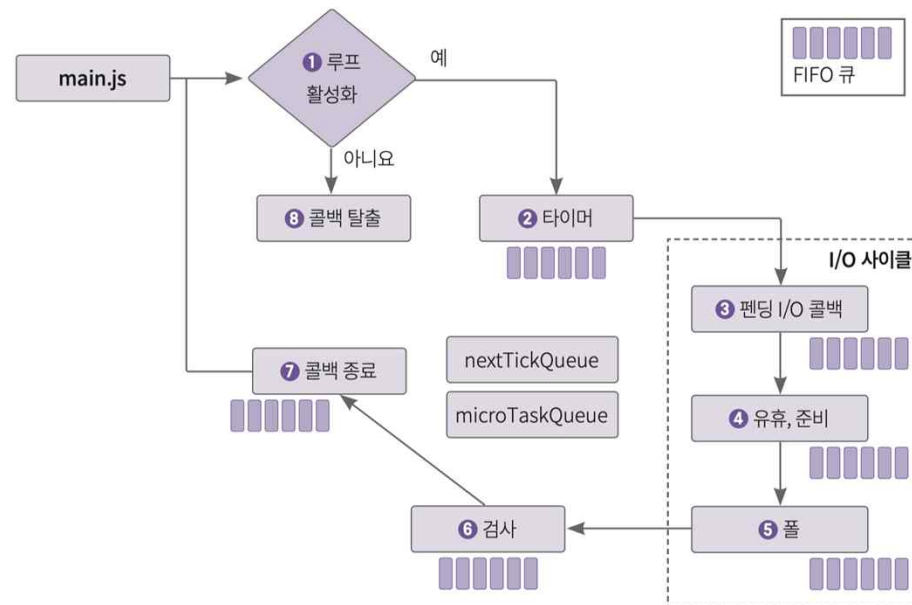 main.js
❶ 루프
활성화
예
아니요
FIFO 큐
❽ 콜백 탈출
❷ 타이머
I/O 사이클
❸ 펜딩 I/O 콜백
❼ 콜백 종료
nextTickQueue
microTaskQueue
❹ 유휴, 준비
❻ 검사
❺ 폴